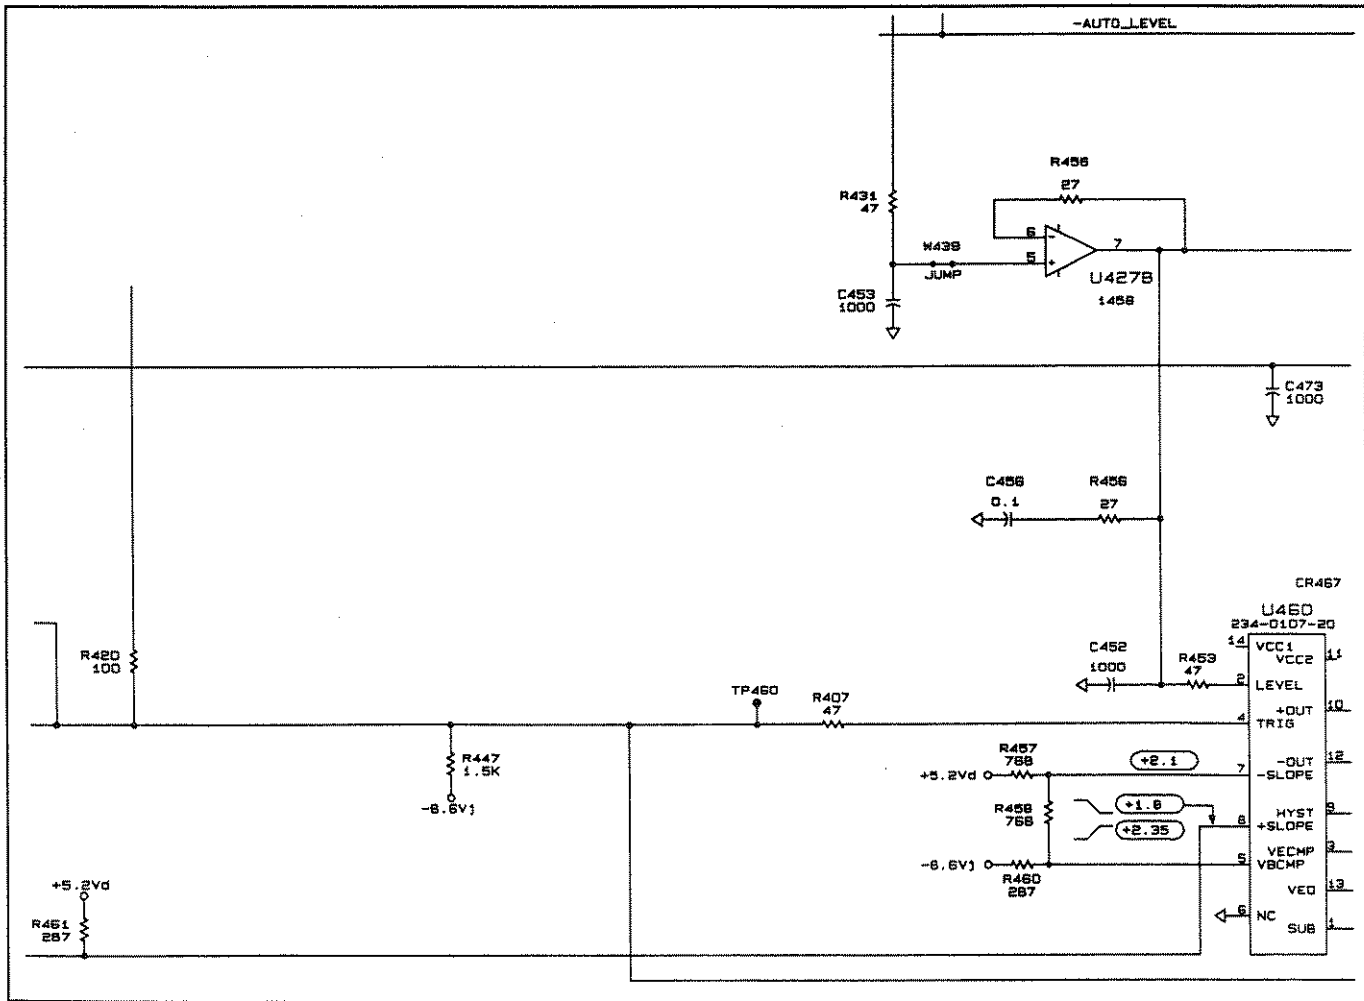 -AUTO_LEVEL
R456
27
R431
47
W439
JUMP
6
-
5
+
7
U427B
1458
C453
1000
C473
1000
C456
0.1
R456
27
CR467
U460
234-0107-20
14
VCC1
VCC2
11
R420
100
C452
1000
R453
47
2
LEVEL
TP460
R407
47
+OUT
10
4
TRIG
R447
1.5K
-6.6Vj
R457
768
+5.2Vd
+2.1
7
-OUT
12
-SLOPE
R458
768
+1.8
+2.35
HYST
9
8
+SLOPE
VECMP
3
-6.6Vj
R460
287
5
VBCMP
+5.2Vd
R461
287
VEO
13
6
NC
SUB
1